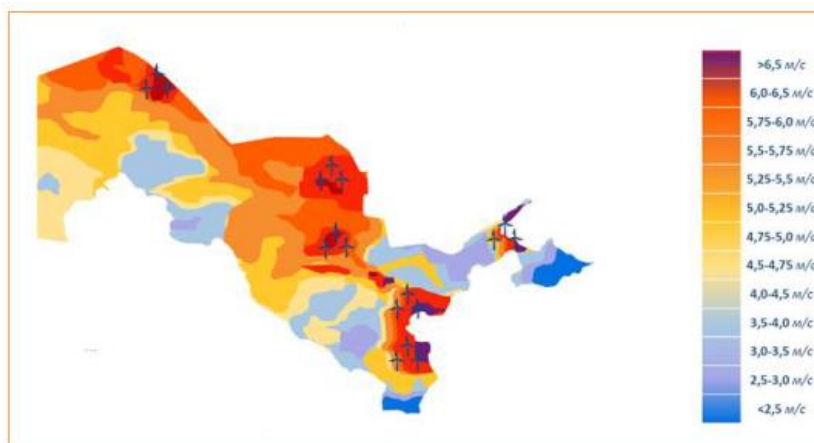 >6,5 м/с
6,0-6,5 м/с
5,75-6,0 м/с
5,5-5,75 м/с
5,25-5,5 м/с
5,0-5,25 м/с
4,75-5,0 м/с
4,5-4,75 м/с
4,0-4,5 м/с
3,5-4,0 м/с
3,0-3,5 м/с
2,5-3,0 м/с
<2,5 м/с